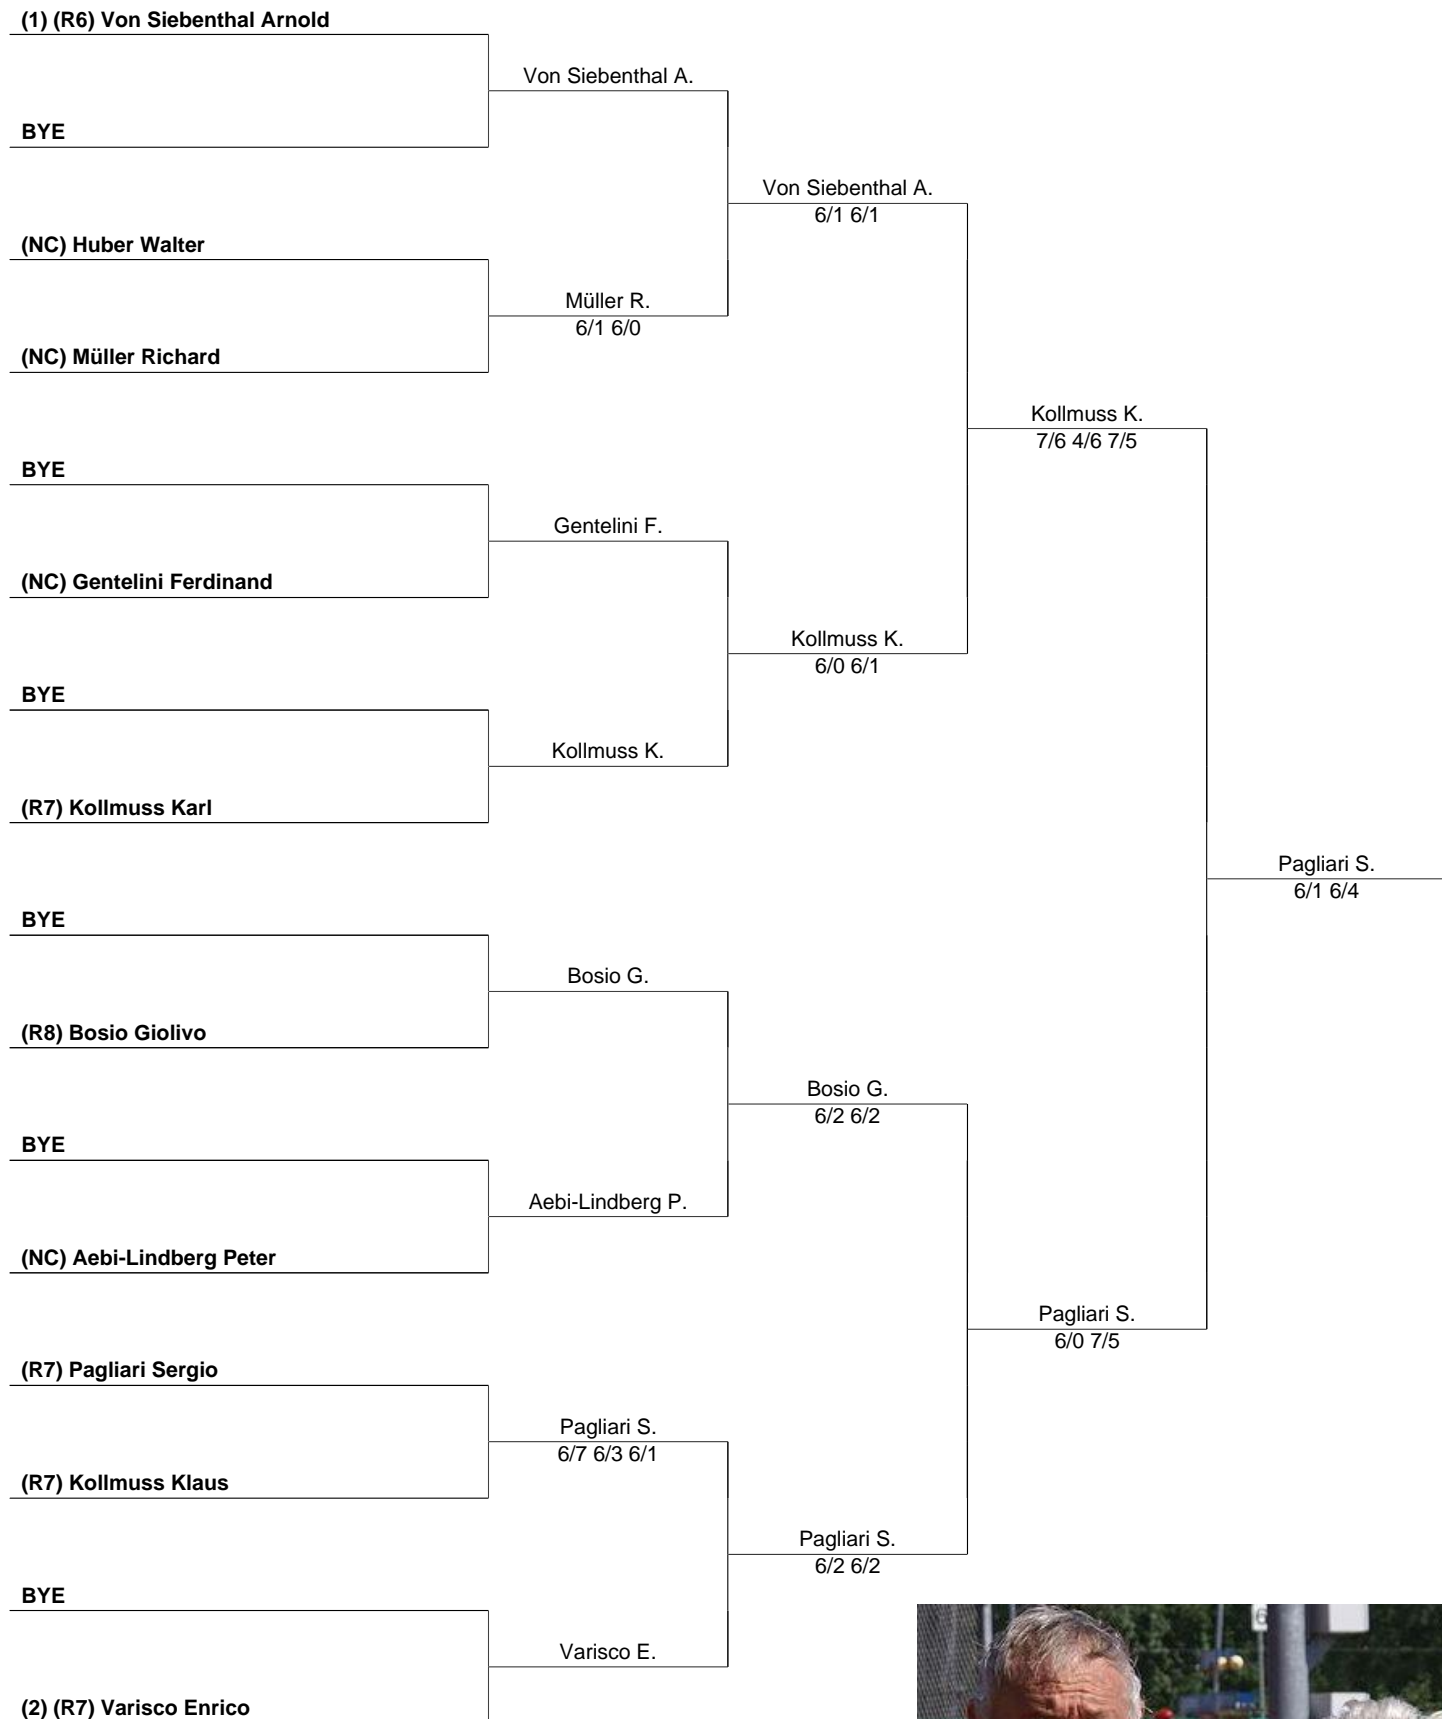 (1) (R6) Von Siebenthal Arnold
Von Siebenthal A.
BYE
Von Siebenthal A.
6/1 6/1
(NC) Huber Walter
Müller R.
6/1 6/0
(NC) Müller Richard
Kollmuss K.
7/6 4/6 7/5
BYE
Gentelini F.
(NC) Gentelini Ferdinand
Kollmuss K.
6/0 6/1
BYE
Kollmuss K.
(R7) Kollmuss Karl
Pagliari S.
6/1 6/4
BYE
Bosio G.
(R8) Bosio Giolivo
Bosio G.
6/2 6/2
BYE
Aebi-Lindberg P.
(NC) Aebi-Lindberg Peter
Pagliari S.
6/0 7/5
(R7) Pagliari Sergio
Pagliari S.
6/7 6/3 6/1
(R7) Kollmuss Klaus
Pagliari S.
6/2 6/2
BYE
6
Varisco E.
(2) (R7) Varisco Enrico